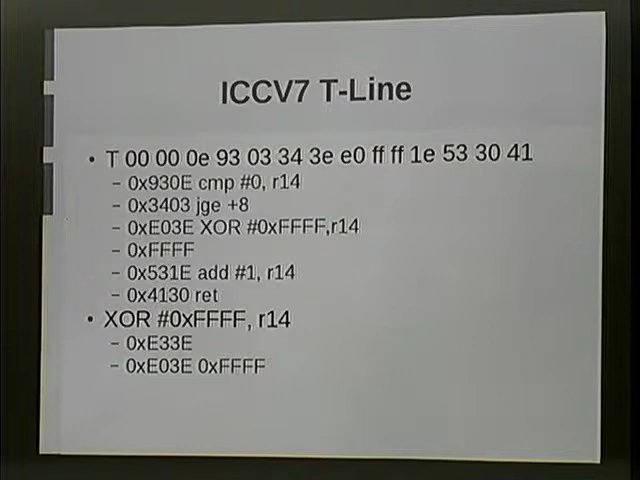 ICCV7 T-Line
• T 00 00 0e 93 03 34 3e e0 ff ff 1e 53 30 41
– 0x930E cmp #0, r14
– 0x3403 jge +8
– 0xE03E XOR #0xFFFF,r14
– 0xFFFF
– 0x531E add #1, r14
– 0x4130 ret
• XOR #0xFFFF, r14
– 0xE33E
– 0xE03E 0xFFFF